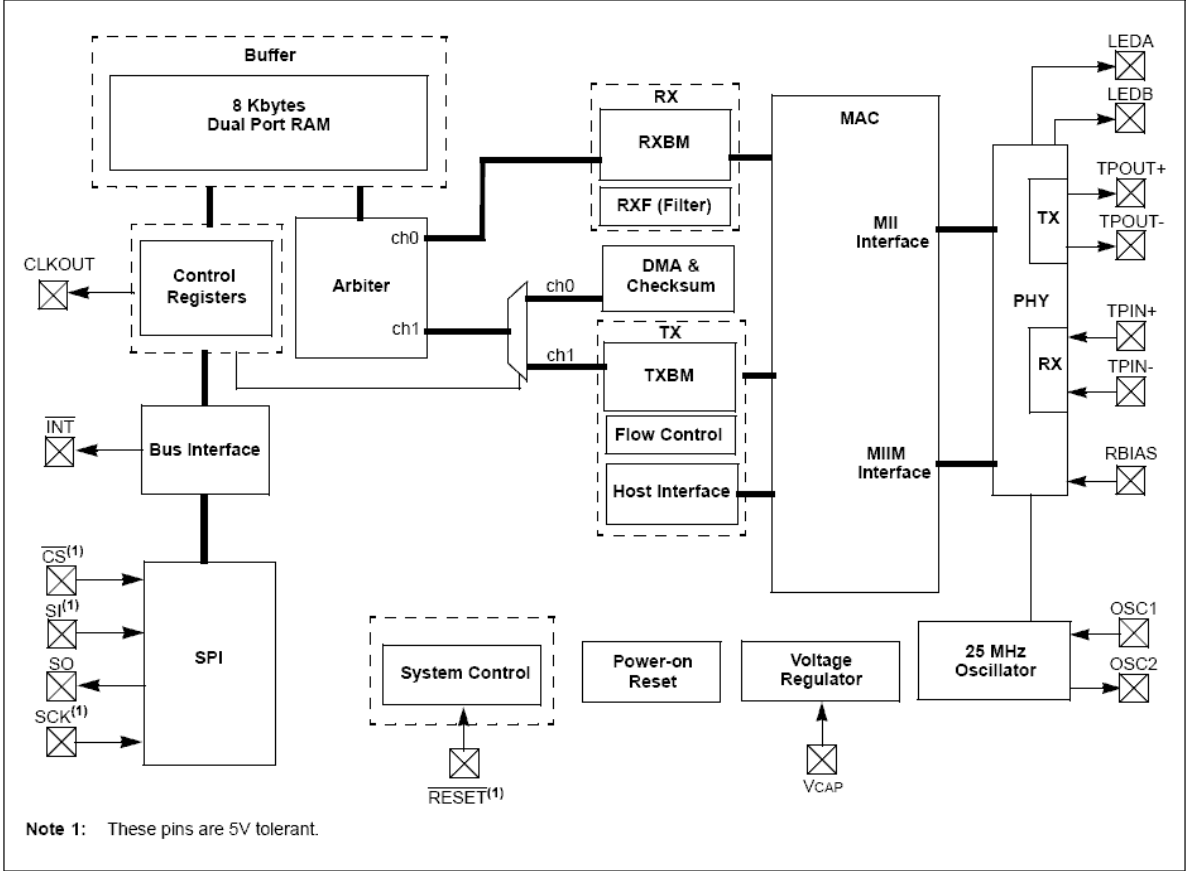 Buffer
8 Kbytes
Dual Port RAM
LEDA
LEDB
RX
RXBM
RXF (Filter)
MAC
TPOUT+
TX
TPOUT-
MII
Interface
ch0
CLKOUT
Control
Registers
Arbiter
ch1
ch0
DMA &
Checksum
PHY
TPIN+
RX
TPIN-
TX
ch1
TXBM
Flow Control
Host Interface
INT
Bus Interface
MIIM
Interface
RBIAS
CS(1)
SI(1)
SO
SCK(1)
SPI
System Control
RESET(1)
Power-on
Reset
Voltage
Regulator
VCAP
25 MHz
Oscillator
OSC1
OSC2
Note 1: These pins are 5V tolerant.